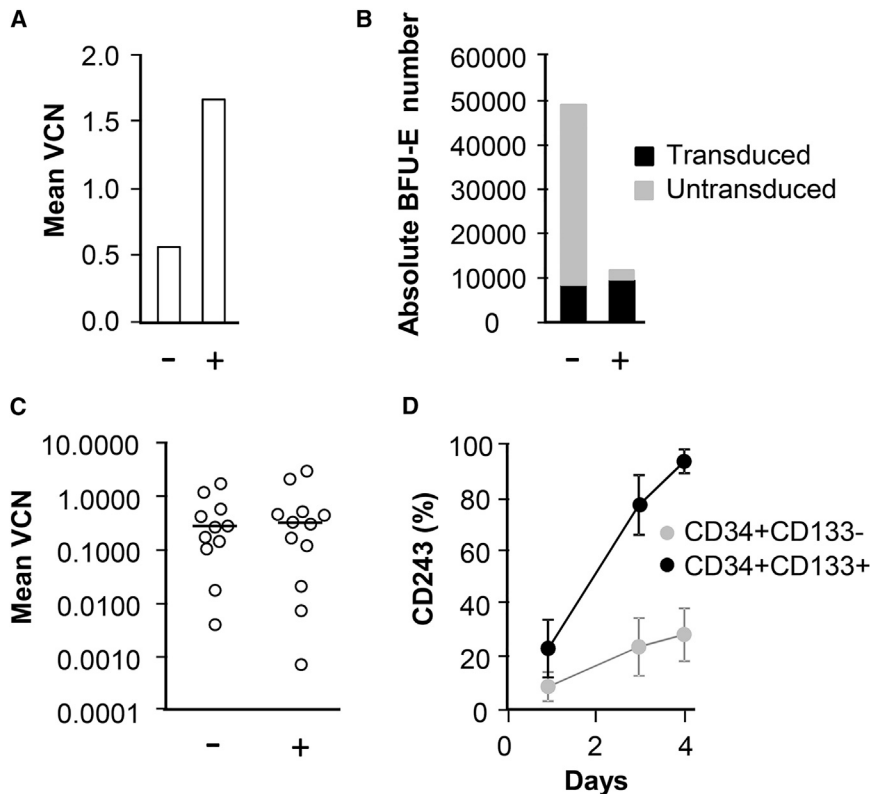 A
Mean VCN
2.0
1.5
1.0
0.5
0.0
- +
B
Absolute BFU-E number
60000
50000
40000
30000
20000
10000
0
Transduced
Untransduced
- +
C
Mean VCN
10.0000
1.0000
0.1000
0.0100
0.0010
0.0001
- +
D
CD243 (%)
100
80
60
40
20
0
CD34+CD133-
CD34+CD133+
0 2 4
Days